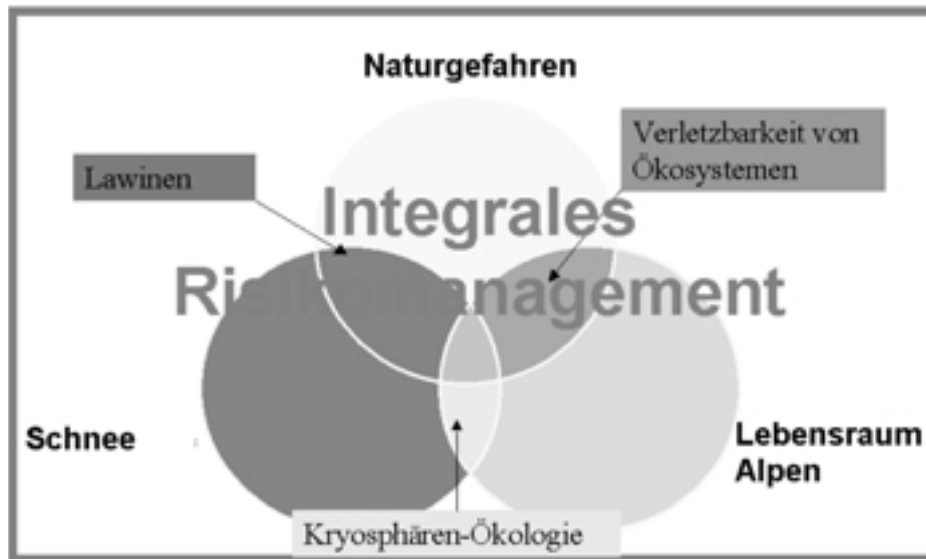 Naturgefahren
Lawinen
Verletzbarkeit von
Ökosystemen
Integrales
Risikomanagement
Schnee
Lebensraum
Alpen
Kryosphären-Ökologie